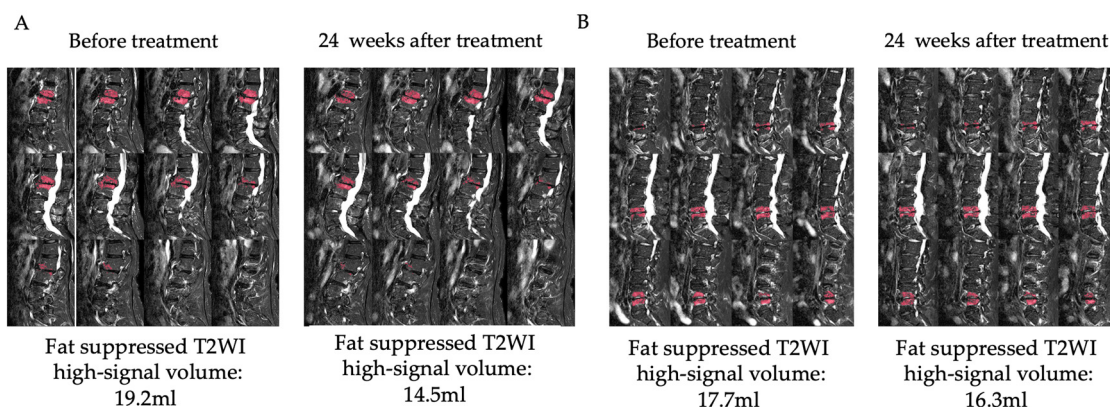 A
Before treatment
24 weeks after treatment
Fat suppressed T2WI
high-signal volume:
19.2ml
Fat suppressed T2WI
high-signal volume:
14.5ml
B
Before treatment
24 weeks after treatment
Fat suppressed T2WI
high-signal volume:
17.7ml
Fat suppressed T2WI
high-signal volume:
16.3ml